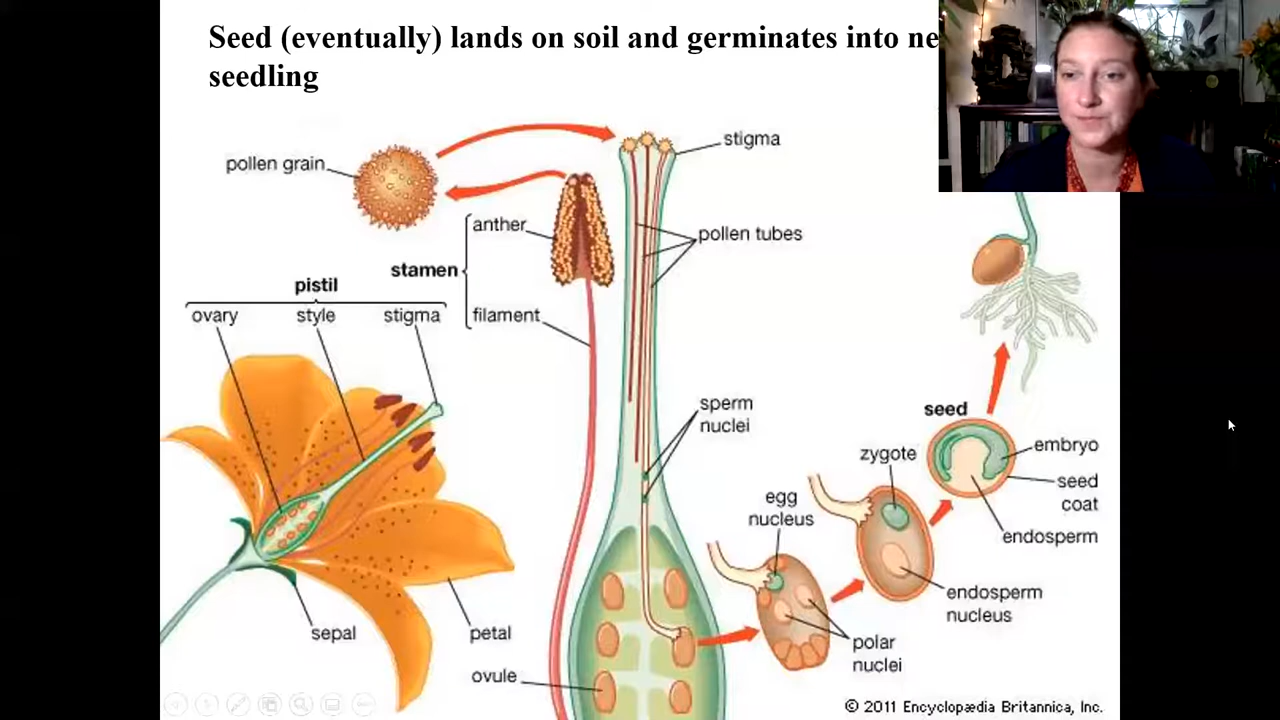 Seed (eventually) lands on soil and germinates into
seedling
pollen grain
stigma
anther
pollen tubes
stamen
pistil
ovary style stigma
filament
sperm
nuclei
seed
embryo
zygote
seed
coat
egg
nucleus
endosperm
endosperm
nucleus
sepal
petal
polar
nuclei
ovule
© 2011 Encyclopædia Britannica, Inc.